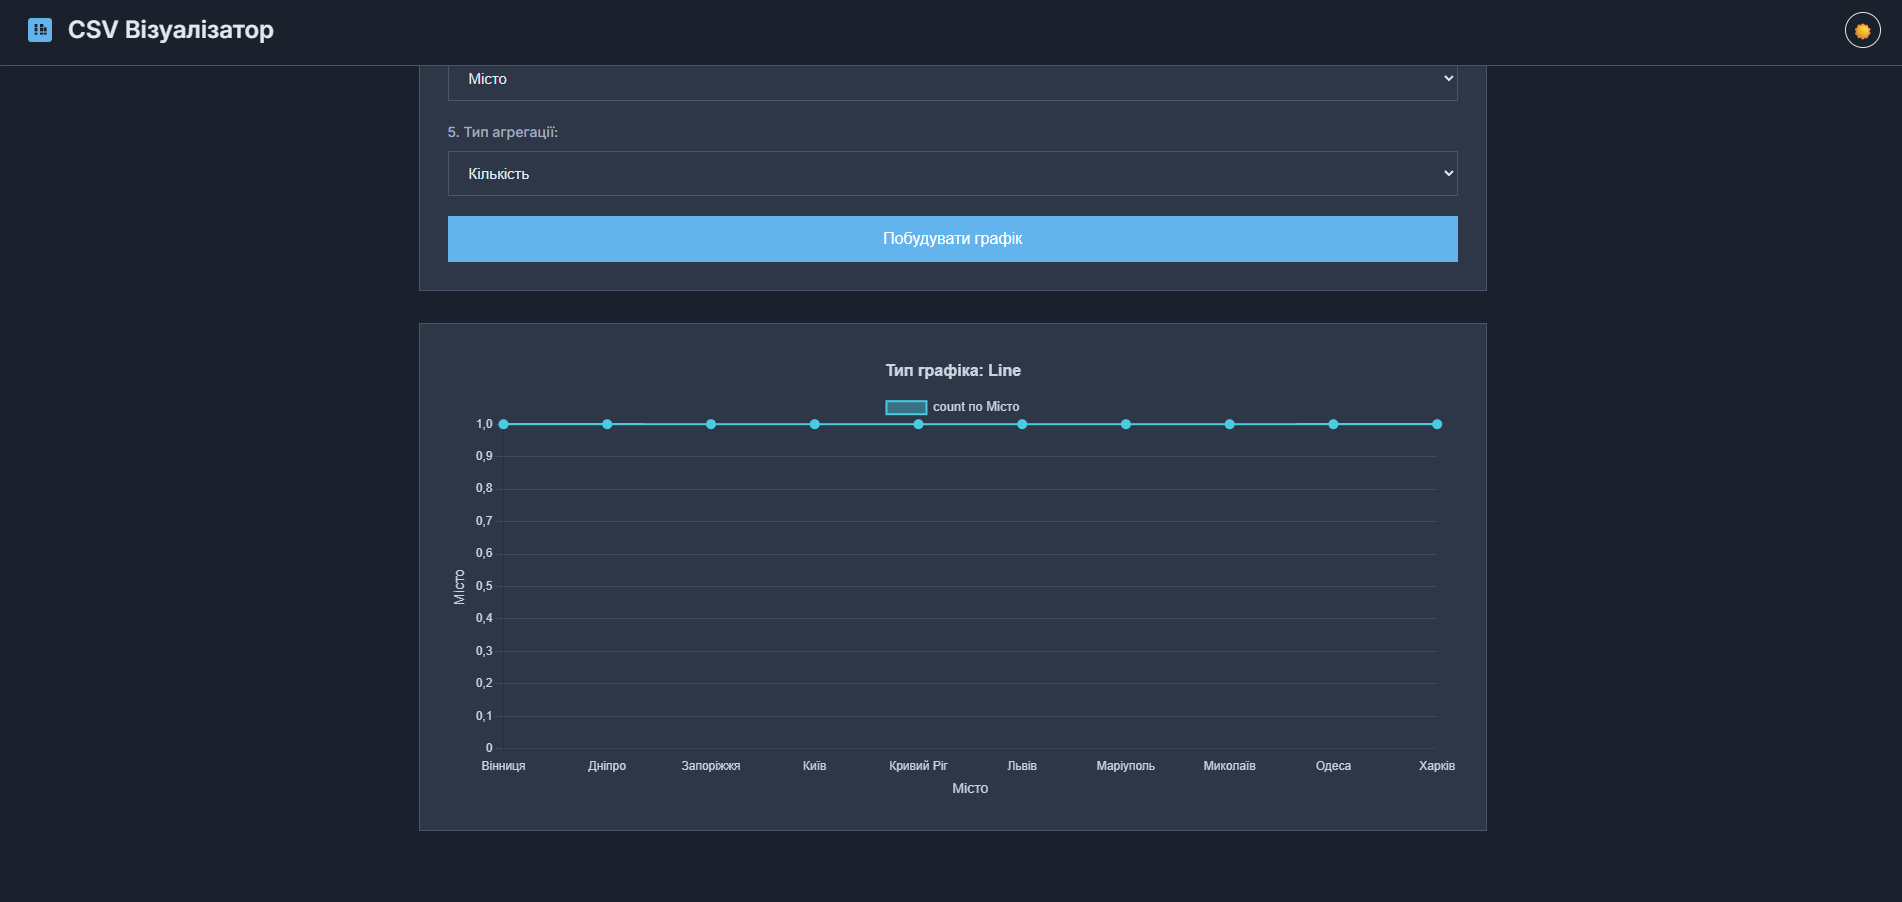 CSV Візуалізатор
Місто
5. Тип агрегації:
Кількість
Побудувати графік
Тип графіка: Line
count по Місто
1,0
0,9
0,8
0,7
0,6
0,5
0,4
0,3
0,2
0,1
0
Місто
Вінниця Дніпро Запоріжжя Київ Кривий Ріг Львів Маріуполь Миколаїв Одеса Харків
Місто